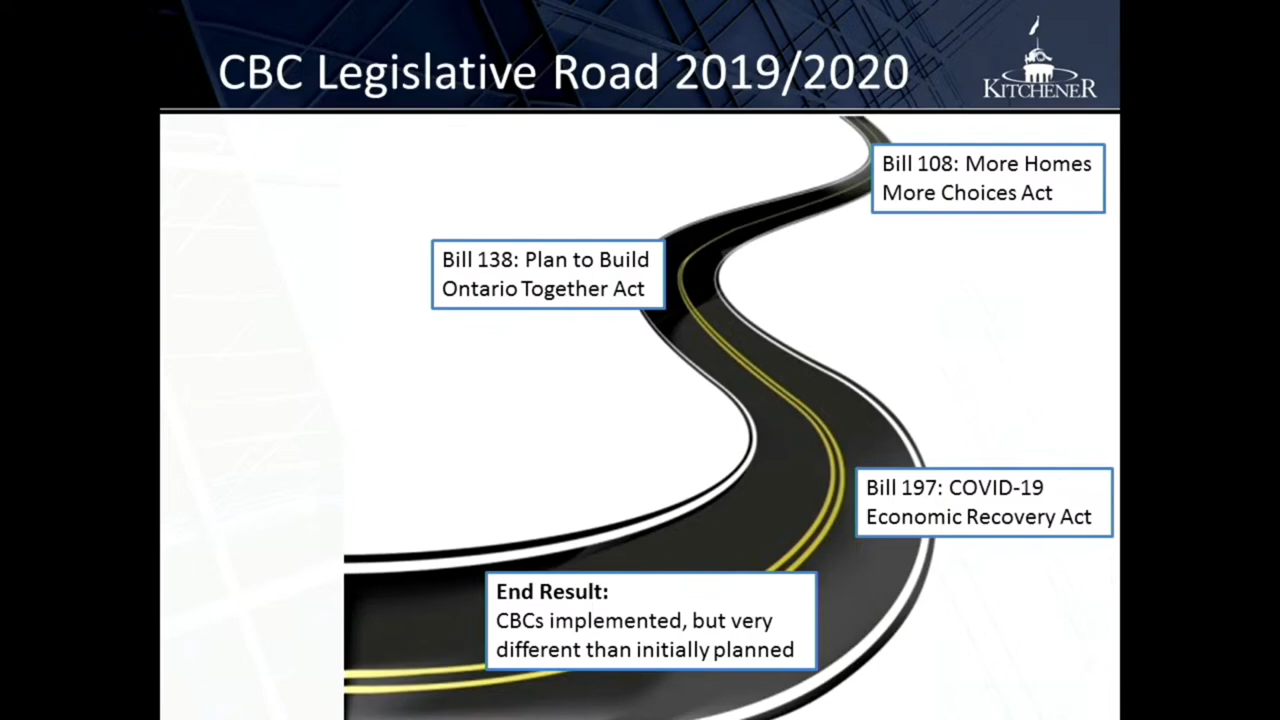 CBC Legislative Road 2019/2020
KITCHENER
Bill 108: More Homes
More Choices Act
Bill 138: Plan to Build
Ontario Together Act
Bill 197: COVID-19
Economic Recovery Act
End Result:
CBCs implemented, but very
different than initially planned